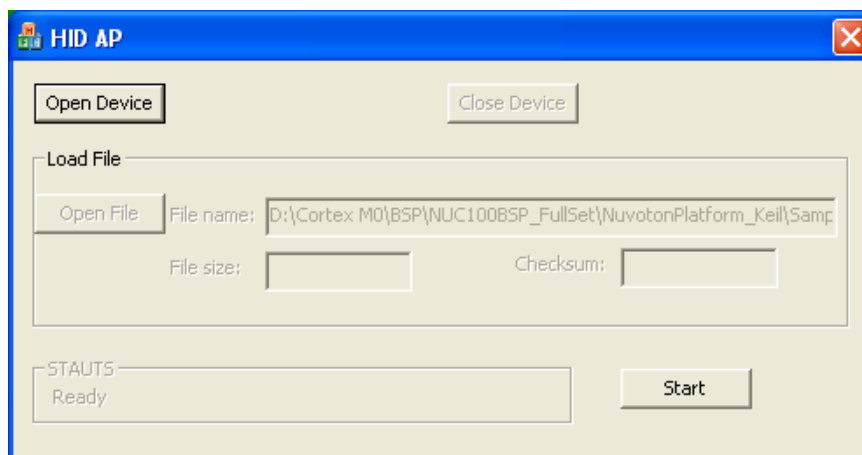 HID AP
Open Device
Close Device
Load File
Open File
File name:
D:\Cortex M0\BSP\NUC100BSP_FullSet\NuvotonPlatform_Keil\Samp
File size:
Checksum:
STAUTS
Ready
Start